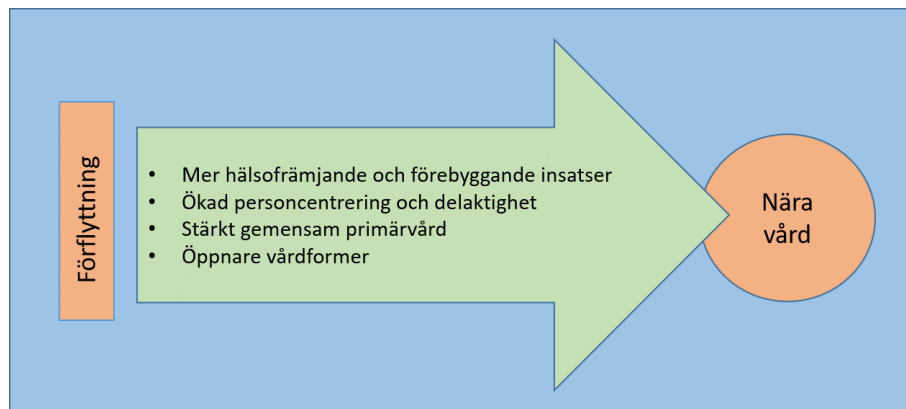 Förflyttning
• Mer hälsofrämjande och förebyggande insatser
• Ökad personcentrering och delaktighet
• Stärkt gemensam primärvård
• Öppnare vårdformer
Nära
vård